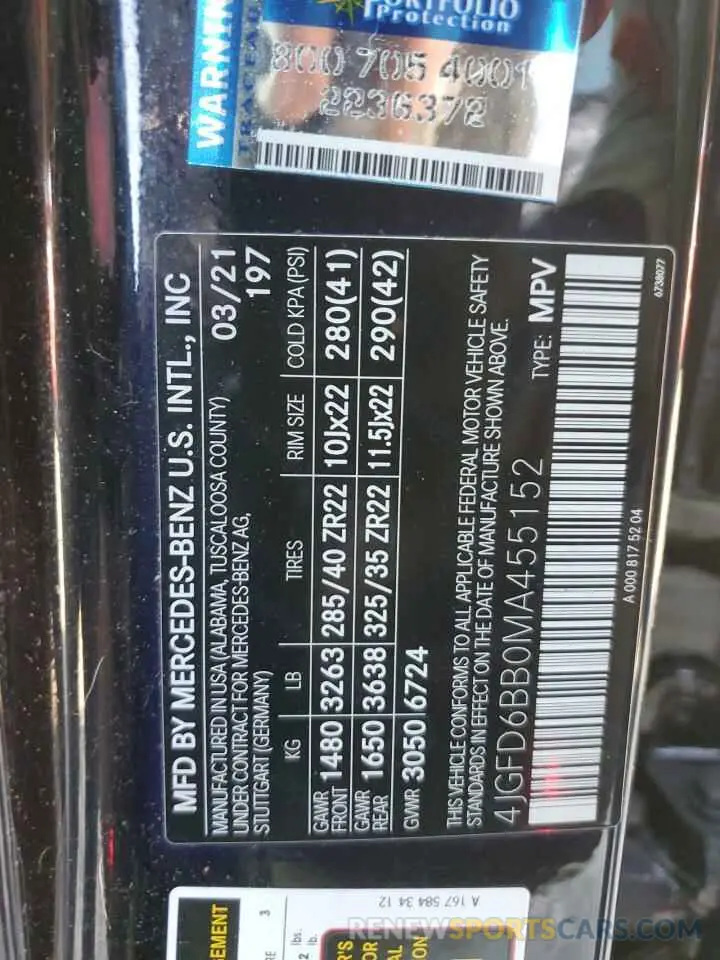 PORTFOLIO
Protection
WARNIN
800 705 4001
2236372
MFD BY MERCEDES-BENZ U.S. INTL., INC
MANUFACTURED IN USA (ALABAMA, TUSCALOOSA COUNTY) 03/21
UNDER CONTRACT FOR MERCEDES-BENZ AG, 197
STUTTGART (GERMANY)
KG LB TIRES RIM SIZE COLD KPA (PSI)
GAWR FRONT 1480 3263 285/40 ZR22 10Jx22 280(41)
GAWR REAR 1650 3638 325/35 ZR22 11.5Jx22 290(42)
GVWR 3050 6724
THIS VEHICLE CONFORMS TO ALL APPLICABLE FEDERAL MOTOR VEHICLE SAFETY
STANDARDS IN EFFECT ON THE DATE OF MANUFACTURE SHOWN ABOVE.
4JGFD6BB0MA455152 TYPE: MPV
A 000 817 52 04
6738077
A 167 584 34 12
RENEWSPORTSCARS.COM